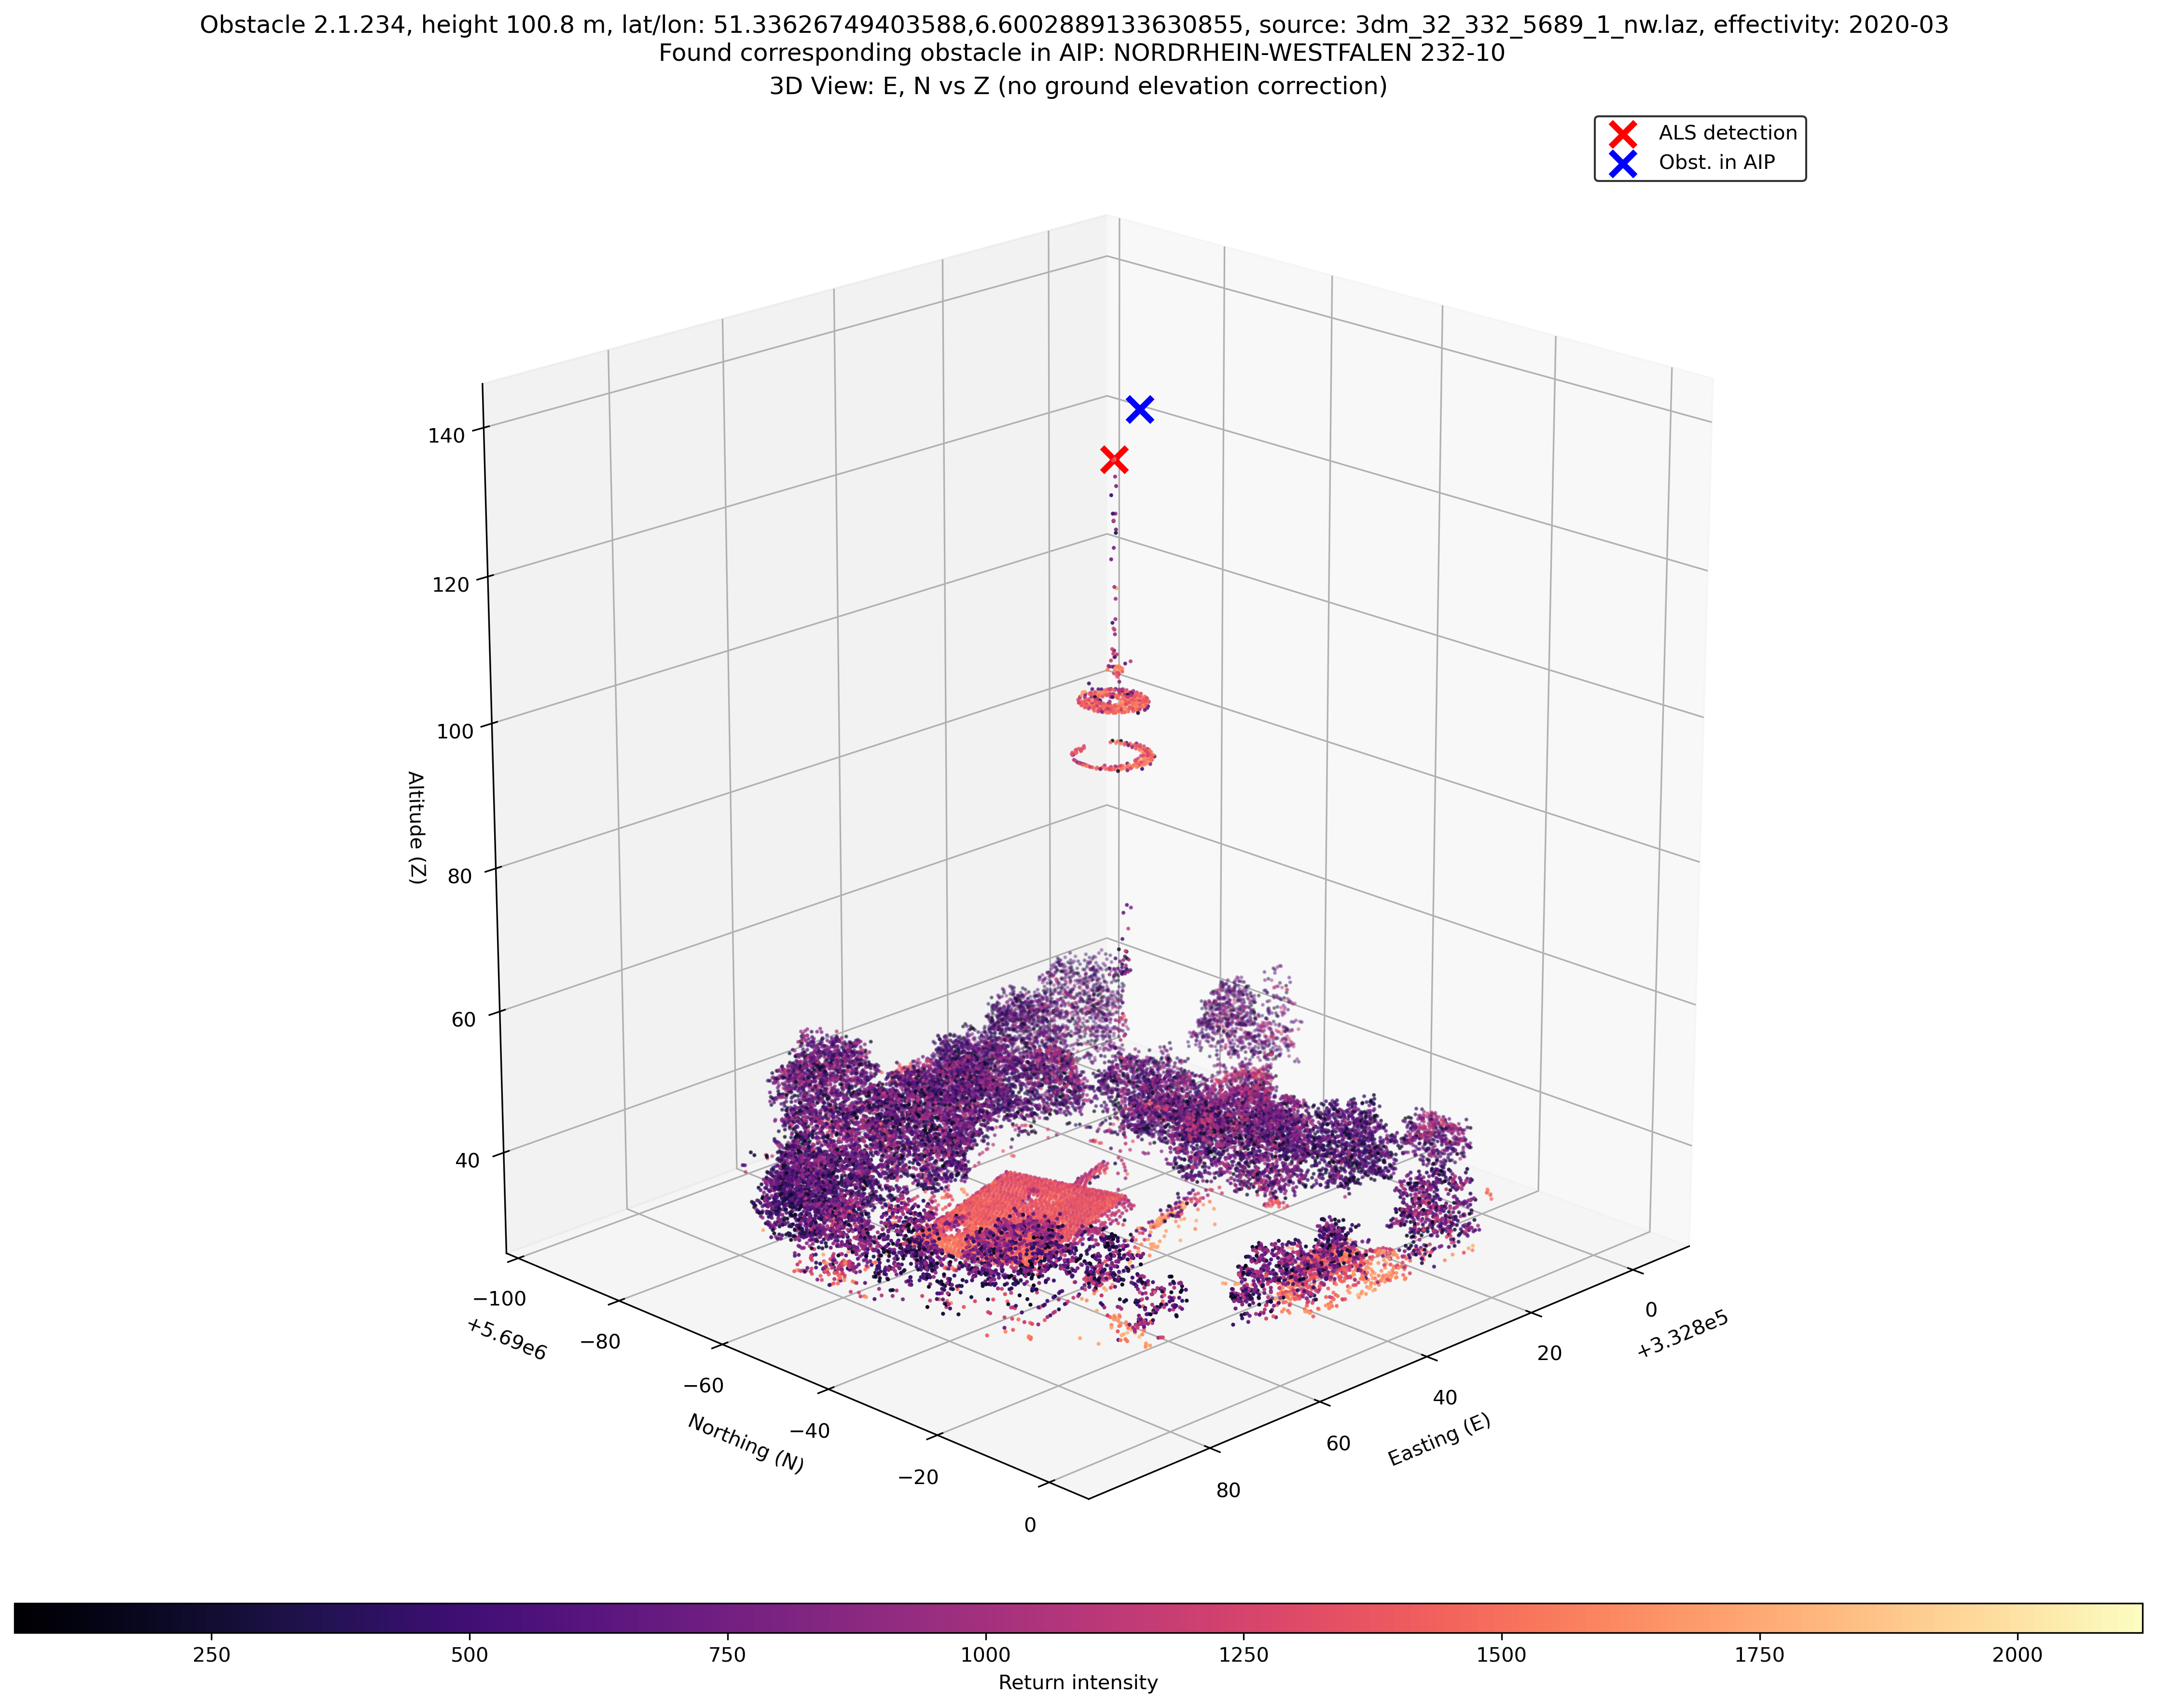 Obstacle 2.1.234, height 100.8 m, lat/lon: 51.33626749403588,6.6002889133630855, source: 3dm_32_332_5689_1_nw.laz, effectivity: 2020-03
Found corresponding obstacle in AIP: NORDRHEIN-WESTFALEN 232-10
3D View: E, N vs Z (no ground elevation correction)
ALS detection
Obst. in AIP
140
120
100
80
60
40
Altitude (Z)
−100
−80
−60
−40
−20
0
+5.69e6
Northing (N)
0
20
40
60
80
+3.328e5
Easting (E)
250
500
750
1000
1250
1500
1750
2000
Return intensity